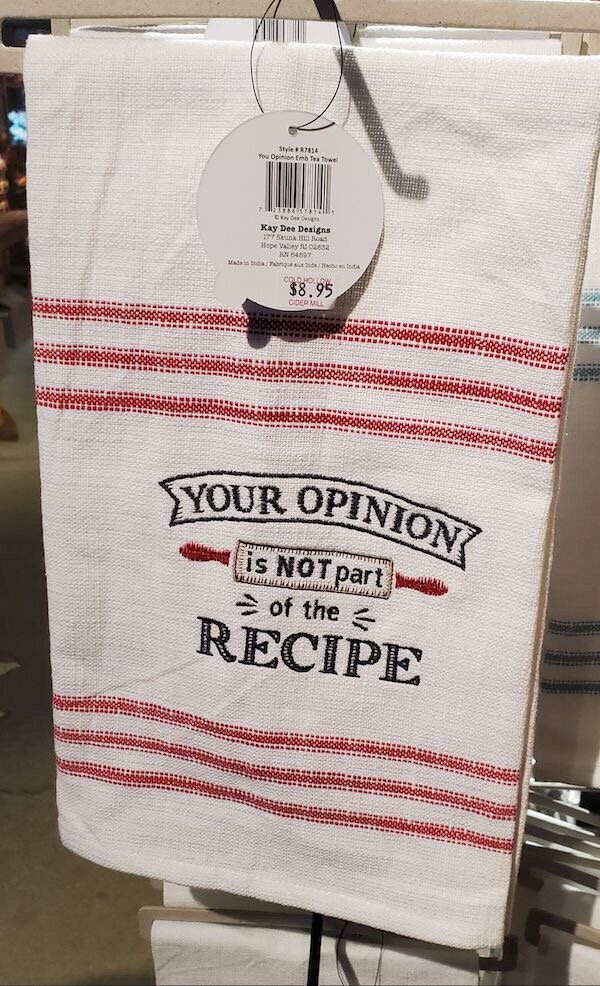 Style # R7814
You Opinion Emb Tea Towel
© Kay Dee Designs
Kay Dee Designs
177 Skunk Hill Road
Hope Valley RI 02832
RN 64597
Made in India / Fabriqué aux Inde / Hecho en India
COLD HOLLOW
$8.95
CIDER MILL
YOUR OPINION
is NOT part
of the
RECIPE